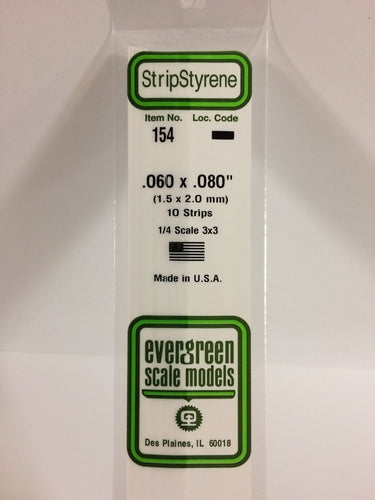 StripStyrene
Item No. Loc. Code
154
.060 x .080"
(1.5 x 2.0 mm)
10 Strips
1/4 Scale 3x3
Made in U.S.A.
evergreen
scale models
Des Plaines, IL 60018